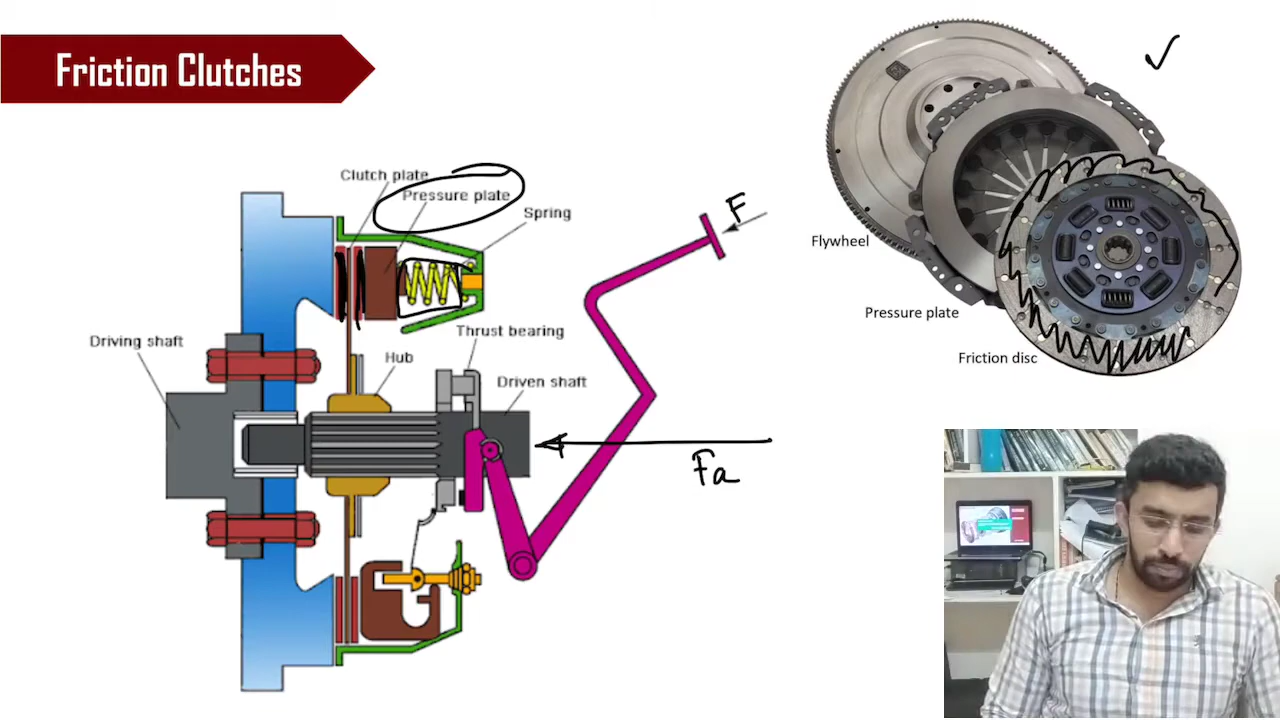 Friction Clutches
Clutch plate
Pressure plate
Spring
F
Flywheel
Pressure plate
Friction disc
Driving shaft
Hub
Thrust bearing
Driven shaft
Fa